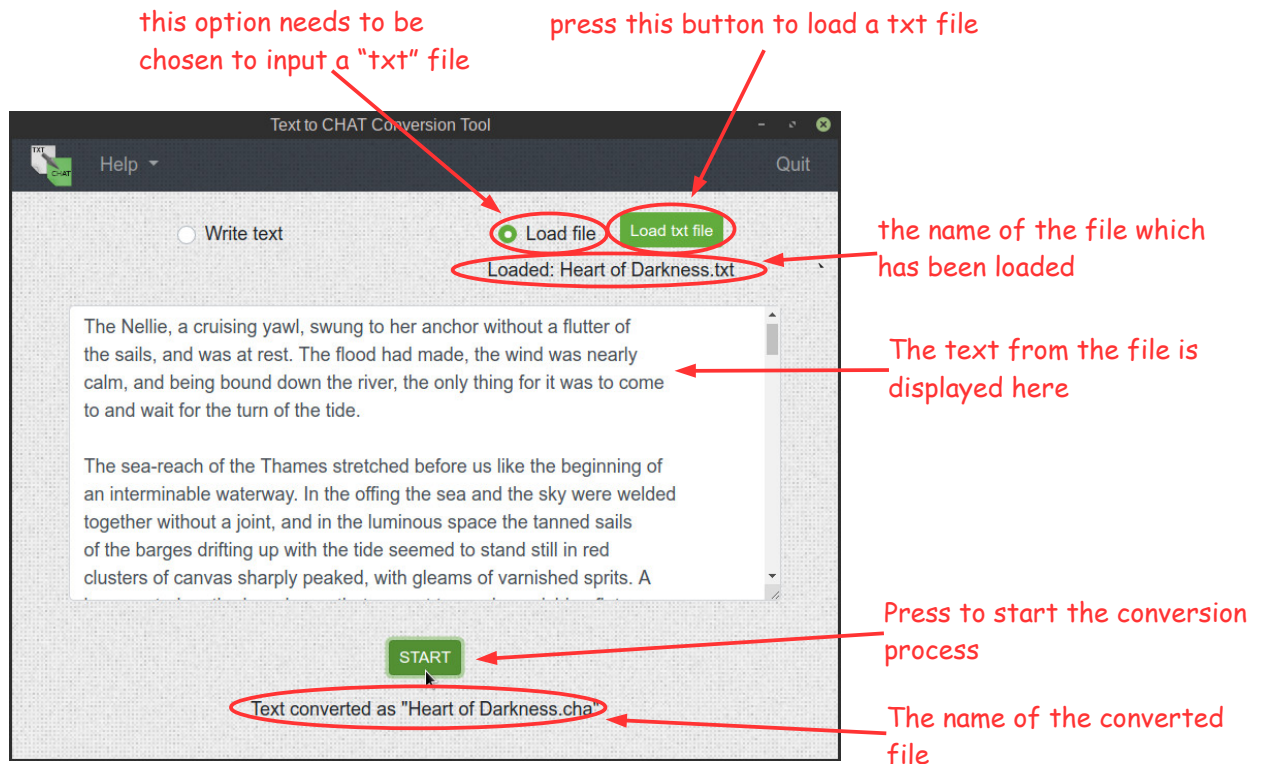 this option needs to be
chosen to input a “txt” file
press this button to load a txt file
Text to CHAT Conversion Tool
TXT
CHAT
Help
Quit
Write text
Load file
Load txt file
Loaded: Heart of Darkness.txt
the name of the file which
has been loaded
The Nellie, a cruising yawl, swung to her anchor without a flutter of
the sails, and was at rest. The flood had made, the wind was nearly
calm, and being bound down the river, the only thing for it was to come
to and wait for the turn of the tide.
The sea-reach of the Thames stretched before us like the beginning of
an interminable waterway. In the offing the sea and the sky were welded
together without a joint, and in the luminous space the tanned sails
of the barges drifting up with the tide seemed to stand still in red
clusters of canvas sharply peaked, with gleams of varnished sprits. A
The text from the file is
displayed here
START
Press to start the conversion
process
Text converted as "Heart of Darkness.cha"
The name of the converted
file